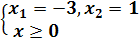 x₁ = −3, x₂ = 1
x ≥ 0